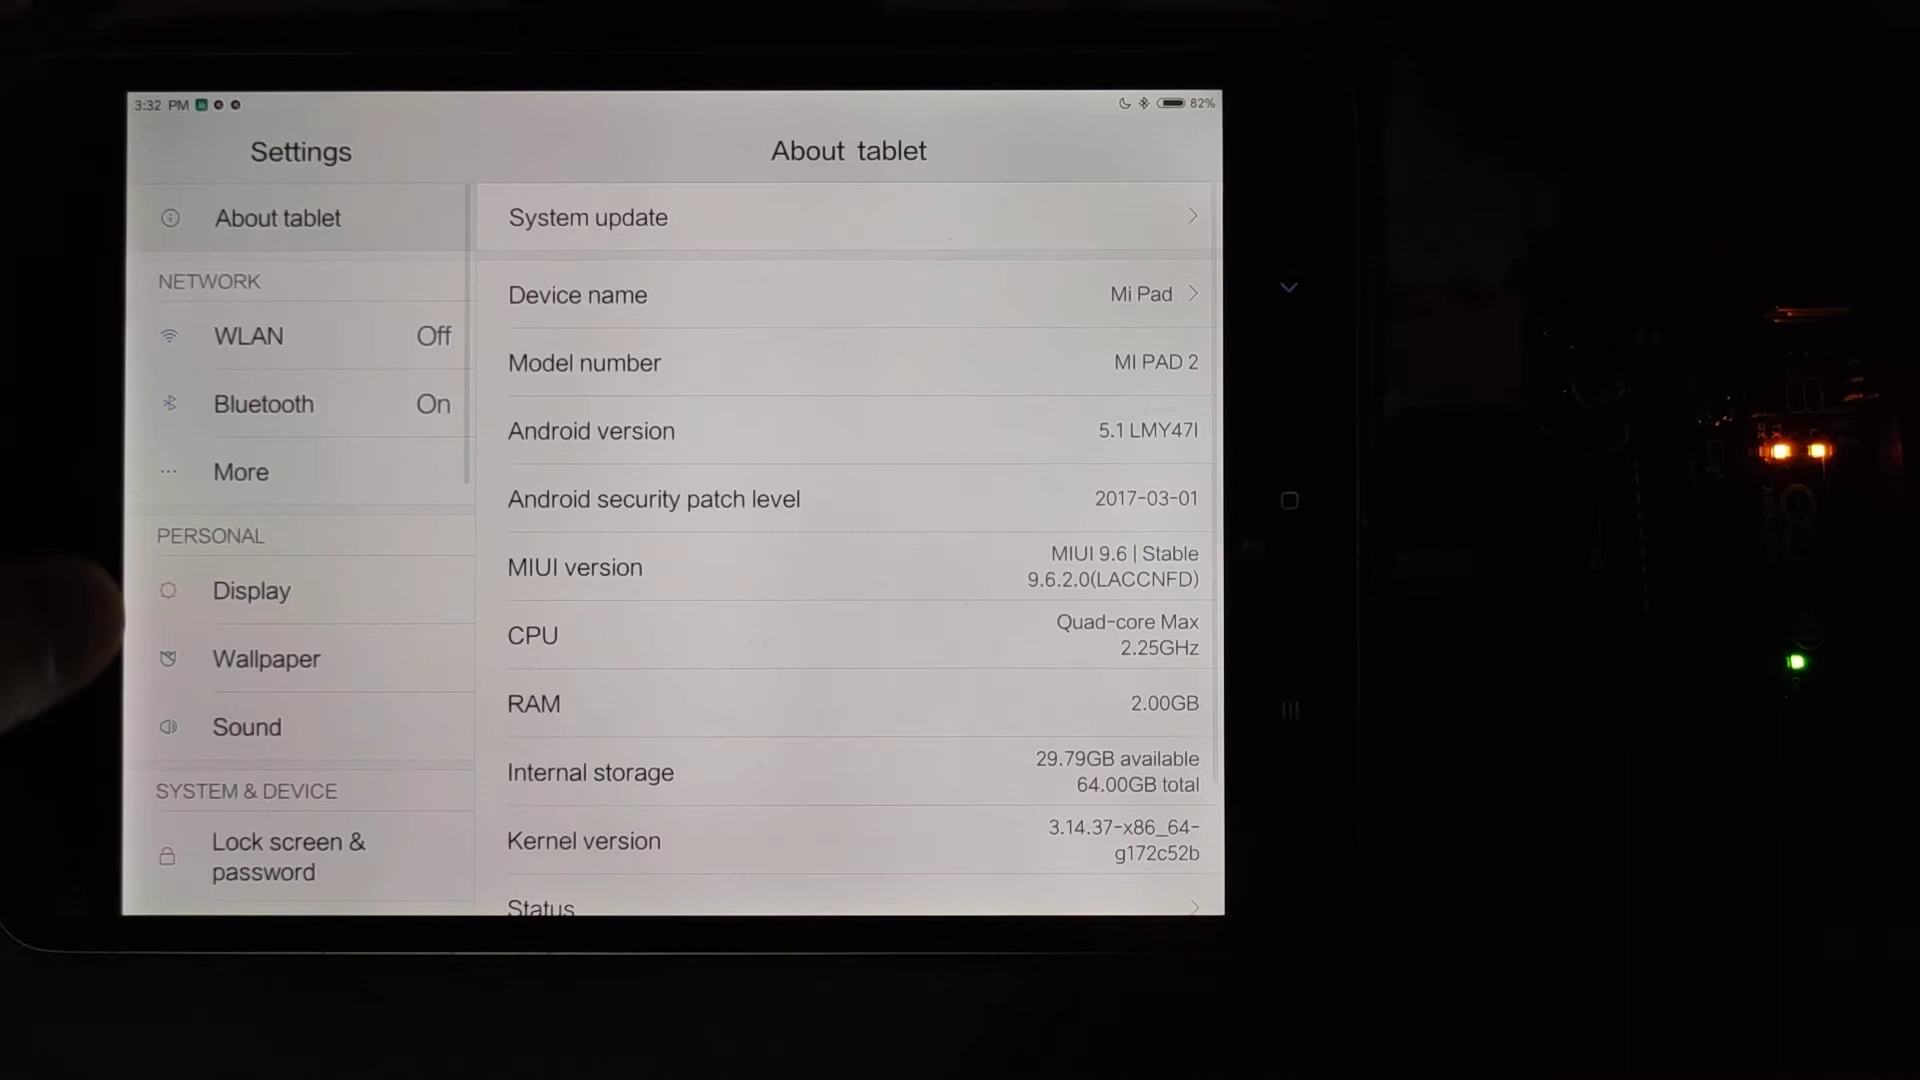 3:32 PM
82%
Settings
About tablet
About tablet
NETWORK
WLAN Off
Bluetooth On
More
PERSONAL
Display
Wallpaper
Sound
SYSTEM & DEVICE
Lock screen &
password
System update
Device name Mi Pad
Model number MI PAD 2
Android version 5.1 LMY47I
Android security patch level 2017-03-01
MIUI version MIUI 9.6 | Stable
9.6.2.0(LACCNFD)
CPU Quad-core Max
2.25GHz
RAM 2.00GB
Internal storage 29.79GB available
64.00GB total
Kernel version 3.14.37-x86_64-
g172c52b
Status
TX